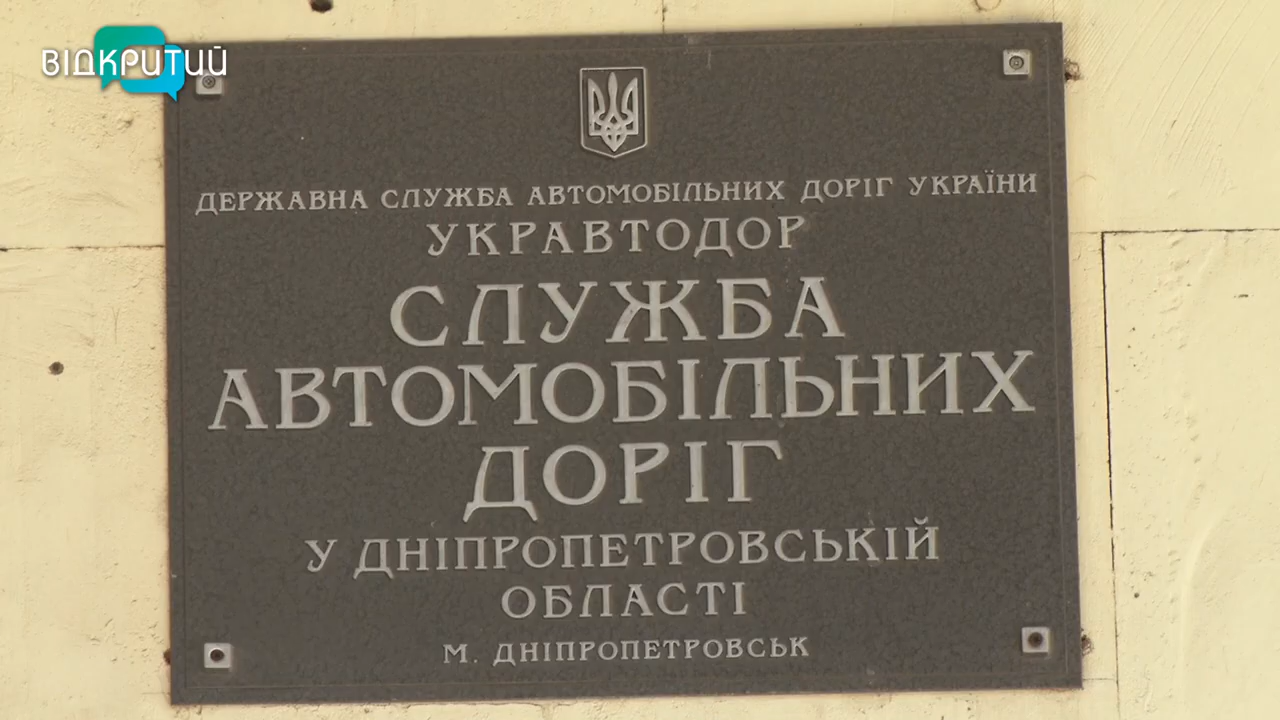 ВІДКРИТИЙ
ДЕРЖАВНА СЛУЖБА АВТОМОБІЛЬНИХ ДОРІГ УКРАЇНИ
УКРАВТОДОР
СЛУЖБА
АВТОМОБІЛЬНИХ
ДОРІГ
У ДНІПРОПЕТРОВСЬКІЙ
ОБЛАСТІ
М. ДНІПРОПЕТРОВСЬК